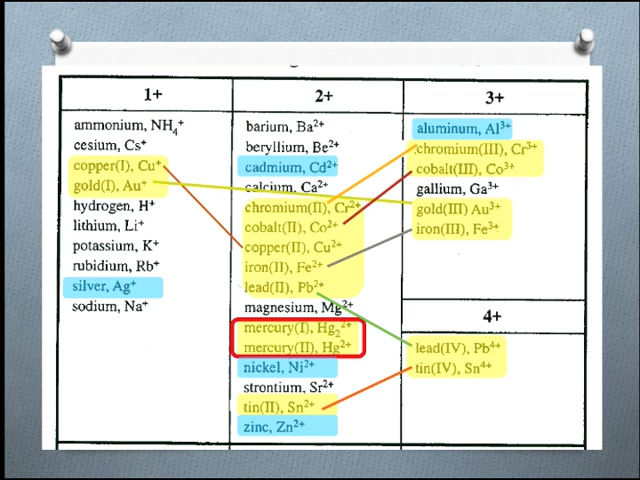 1+
ammonium, NH₄⁺
cesium, Cs⁺
copper(I), Cu⁺
gold(I), Au⁺
hydrogen, H⁺
lithium, Li⁺
potassium, K⁺
rubidium, Rb⁺
silver, Ag⁺
sodium, Na⁺
2+
barium, Ba²⁺
beryllium, Be²⁺
cadmium, Cd²⁺
calcium, Ca²⁺
chromium(II), Cr²⁺
cobalt(II), Co²⁺
copper(II), Cu²⁺
iron(II), Fe²⁺
lead(II), Pb²⁺
magnesium, Mg²⁺
mercury(I), Hg₂²⁺
mercury(II), Hg²⁺
nickel, Ni²⁺
strontium, Sr²⁺
tin(II), Sn²⁺
zinc, Zn²⁺
3+
aluminum, Al³⁺
chromium(III), Cr³⁺
cobalt(III), Co³⁺
gallium, Ga³⁺
gold(III) Au³⁺
iron(III), Fe³⁺
4+
lead(IV), Pb⁴⁺
tin(IV), Sn⁴⁺